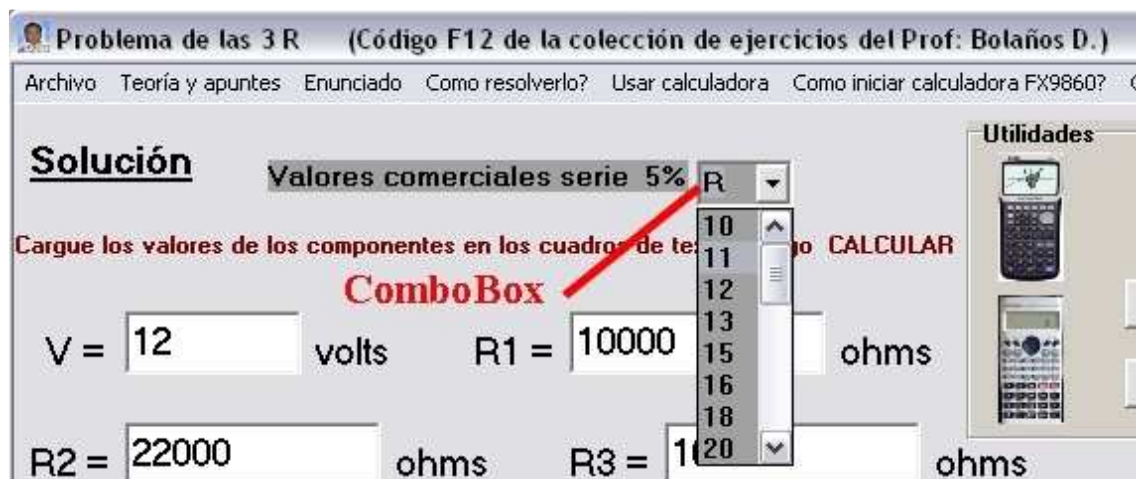 Problema de las 3 R (Código F12 de la colección de ejercicios del Prof: Bolaños D.)
Archivo Teoría y apuntes Enunciado Como resolverlo? Usar calculadora Como iniciar calculadora FX9860?
Utilidades
Solución
Valores comerciales serie 5% R
10
Cargue los valores de los componentes en los cuadros de CALCULAR
11
ComboBox
12
13
V = 12 volts R1 = 10000 ohms
15
16
18
R2 = 22000 ohms R3 = ohms
20